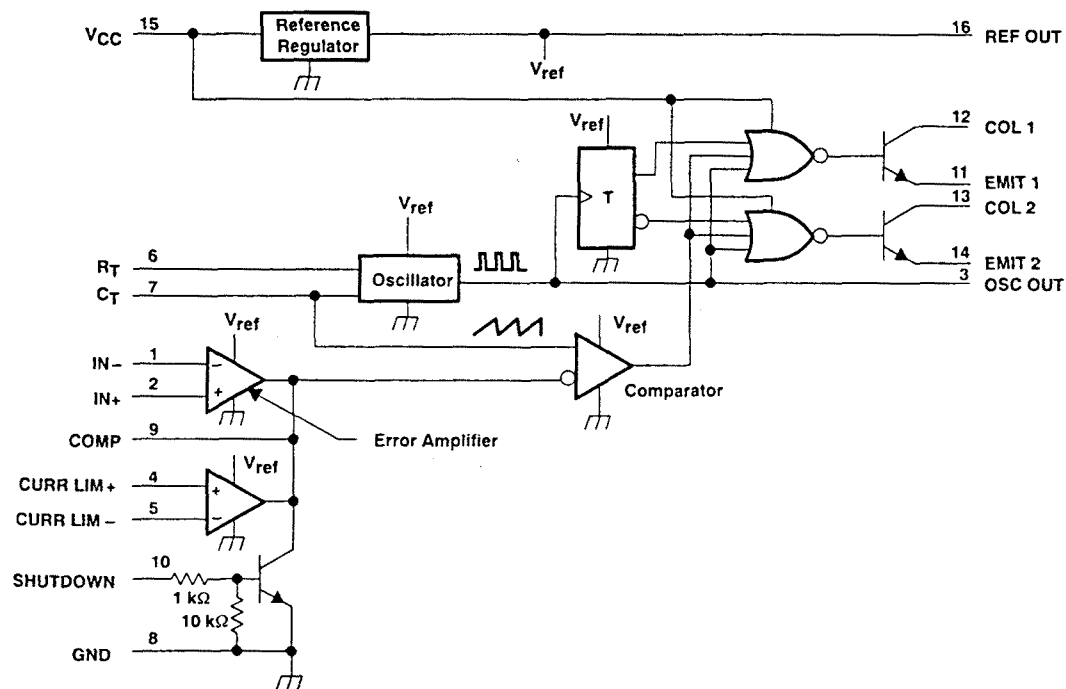 15
VCC
Reference
Regulator
Vref
16
REF OUT
Vref
T
12
COL 1
11
EMIT 1
13
COL 2
14
EMIT 2
3
OSC OUT
Vref
6
RT
7
CT
Oscillator
Vref
1
IN−
−
2
IN+
+
Vref
Comparator
9
COMP
Error Amplifier
Vref
4
CURR LIM+
+
5
CURR LIM−
−
10
SHUTDOWN
1 kΩ
10 kΩ
8
GND